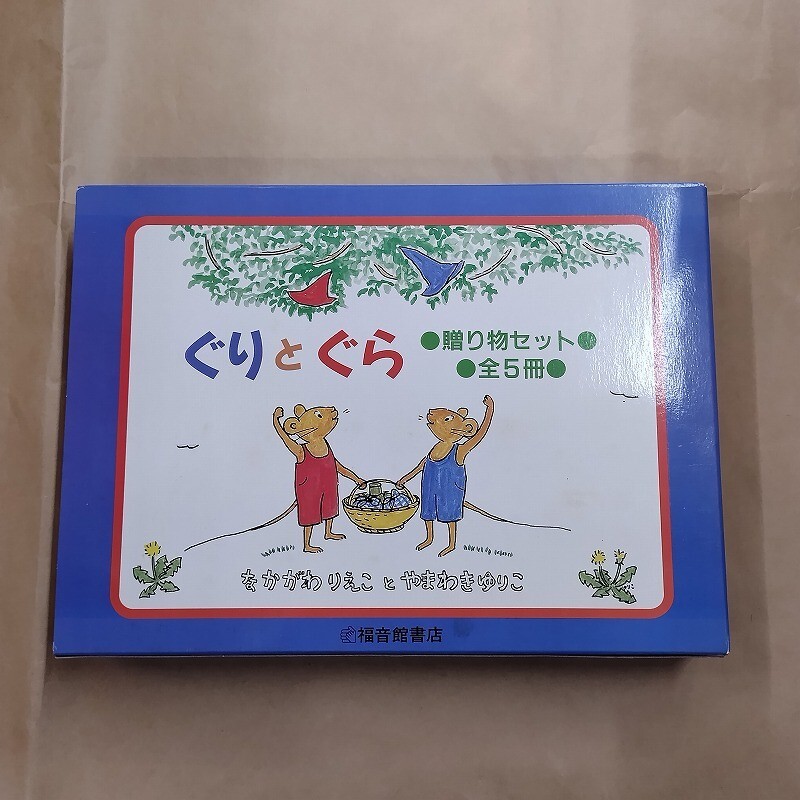 ぐりとぐら
●贈り物セット●
●全5冊●
なかがわりえことやまわきゆりこ
福音館書店